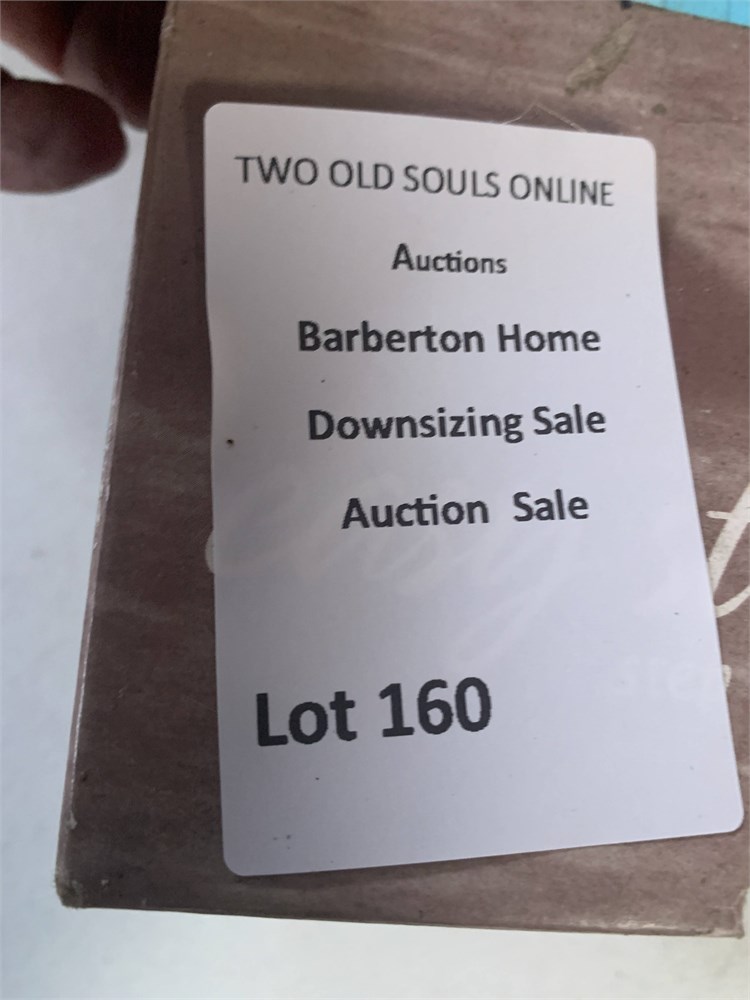 TWO OLD SOULS ONLINE
Auctions
Barberton Home
Downsizing Sale
Auction Sale
Lot 160